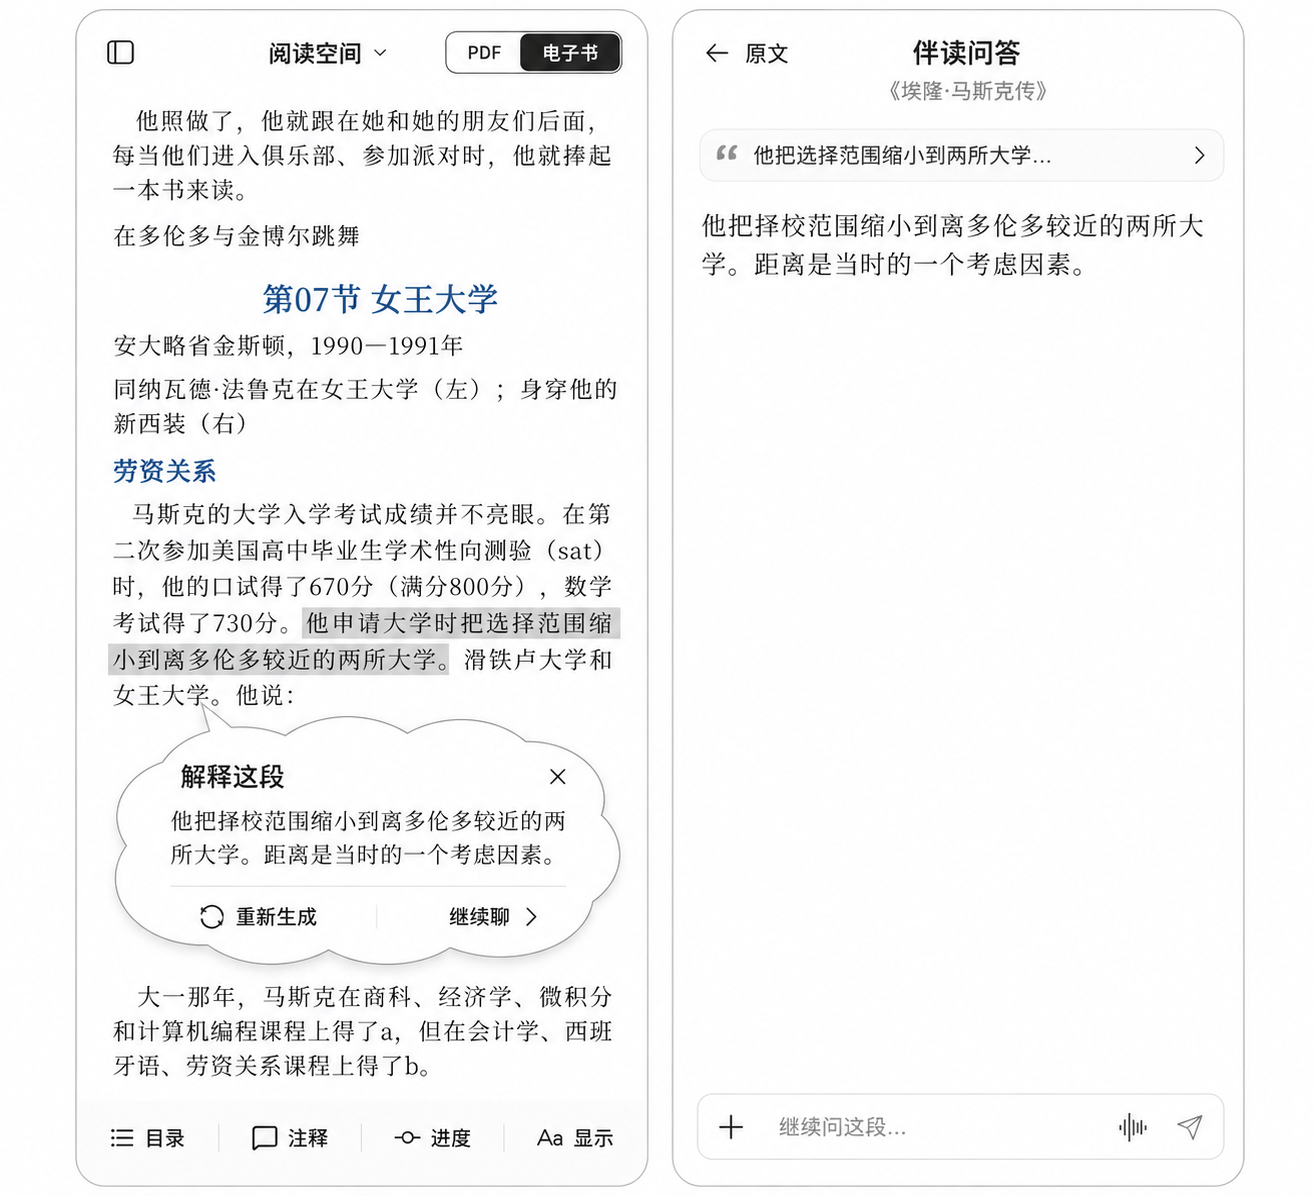 阅读空间
PDF
电子书
他照做了，他就跟在她和她的朋友们后面，
每当他们进入俱乐部、参加派对时，他就捧起
一本书来读。
在多伦多与金博尔跳舞
第07节 女王大学
安大略省金斯顿，1990—1991年
同纳瓦德·法鲁克在女王大学（左）；身穿他的
新西装（右）
劳资关系
马斯克的大学入学考试成绩并不亮眼。在第
二次参加美国高中毕业生学术性向测验（sat）
时，他的口试得了670分（满分800分），数学
考试得了730分。他申请大学时把选择范围缩
小到离多伦多较近的两所大学。滑铁卢大学和
女王大学。他说：
解释这段
他把择校范围缩小到离多伦多较近的两
所大学。距离是当时的一个考虑因素。
重新生成
继续聊
大一那年，马斯克在商科、经济学、微积分
和计算机编程课程上得了a，但在会计学、西班
牙语、劳资关系课程上得了b。
目录
注释
进度
Aa 显示
原文
伴读问答
《埃隆·马斯克传》
“ 他把选择范围缩小到两所大学...
他把择校范围缩小到离多伦多较近的两所大
学。距离是当时的一个考虑因素。
继续问这段...